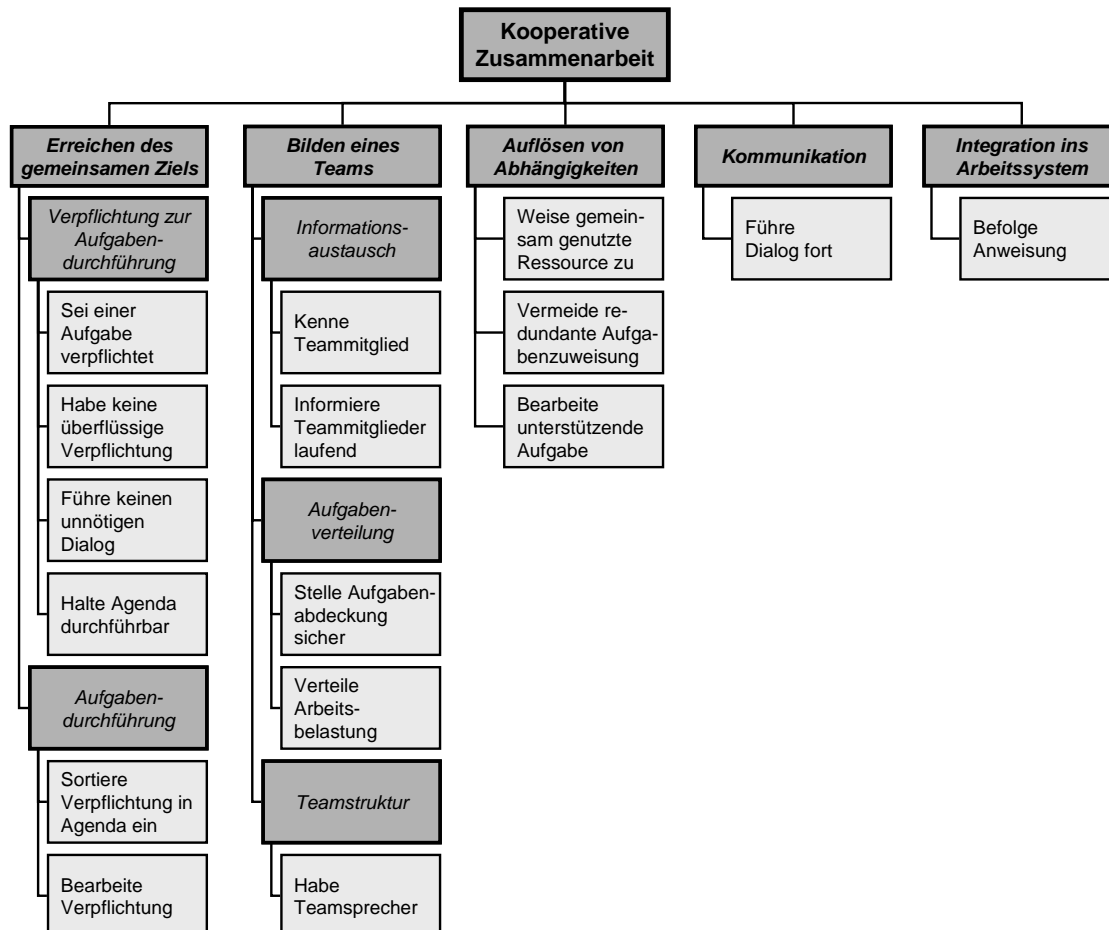 Kooperative
Zusammenarbeit
Erreichen des
gemeinsamen Ziels
Verpflichtung zur
Aufgaben-
durchführung
Sei einer
Aufgabe
verpflichtet
Habe keine
überflüssige
Verpflichtung
Führe keinen
unnötigen
Dialog
Halte Agenda
durchführbar
Aufgaben-
durchführung
Sortiere
Verpflichtung in
Agenda ein
Bearbeite
Verpflichtung
Bilden eines
Teams
Informations-
austausch
Kenne
Teammitglied
Informiere
Teammitglieder
laufend
Aufgaben-
verteilung
Stelle Aufgaben-
abdeckung
sicher
Verteile
Arbeits-
belastung
Teamstruktur
Habe
Teamsprecher
Auflösen von
Abhängigkeiten
Weise gemein-
sam genutzte
Ressource zu
Vermeide re-
dundante Aufga-
benzuweisung
Bearbeite
unterstützende
Aufgabe
Kommunikation
Führe
Dialog fort
Integration ins
Arbeitssystem
Befolge
Anweisung